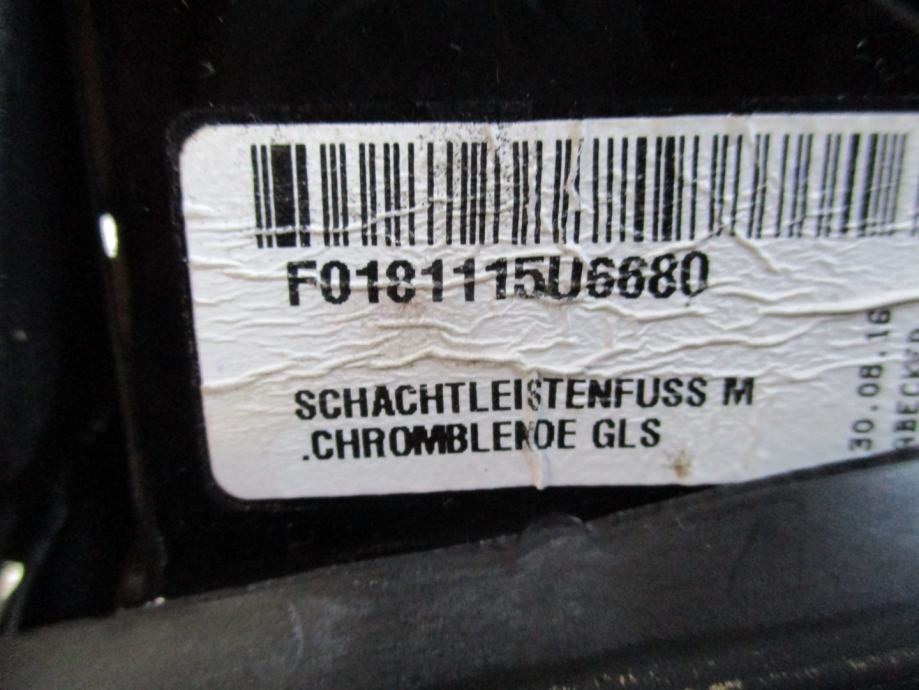 F0181115U6680
SCHACHTLEISTENFUSS M
.CHROMBLENDE GLS
30.08.16